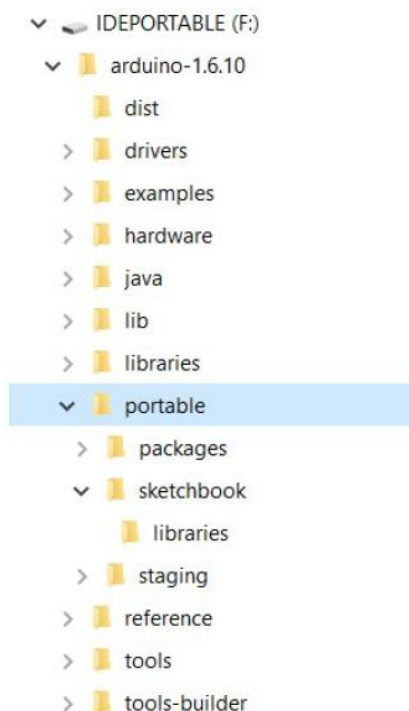 IDEPORTABLE (F:)
arduino-1.6.10
dist
drivers
examples
hardware
java
lib
libraries
portable
packages
sketchbook
libraries
staging
reference
tools
tools-builder